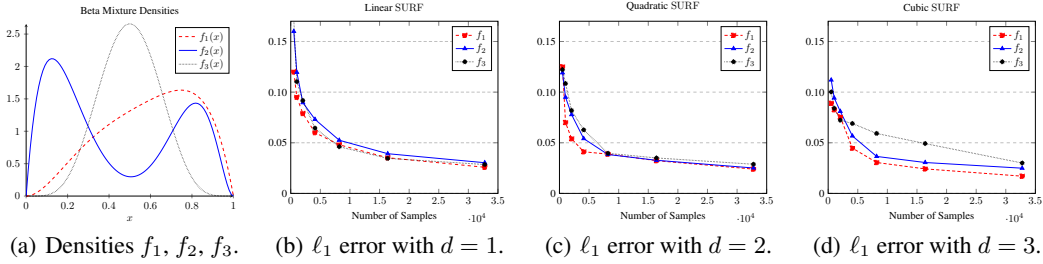 Beta Mixture Densities
f₁(x)
f₂(x)
f₃(x)
2.5
2
1.5
1
0.5
0
0 0.2 0.4 0.6 0.8 1
x
(a) Densities f₁, f₂, f₃.
Linear SURF
f₁
f₂
f₃
0.15
0.10
0.05
0
0 0.5 1 1.5 2 2.5 3 3.5
·10⁴
Number of Samples
(b) ℓ₁ error with d = 1.
Quadratic SURF
f₁
f₂
f₃
0.15
0.10
0.05
0
0 0.5 1 1.5 2 2.5 3 3.5
·10⁴
Number of Samples
(c) ℓ₁ error with d = 2.
Cubic SURF
f₁
f₂
f₃
0.15
0.10
0.05
0
0 0.5 1 1.5 2 2.5 3 3.5
·10⁴
Number of Samples
(d) ℓ₁ error with d = 3.